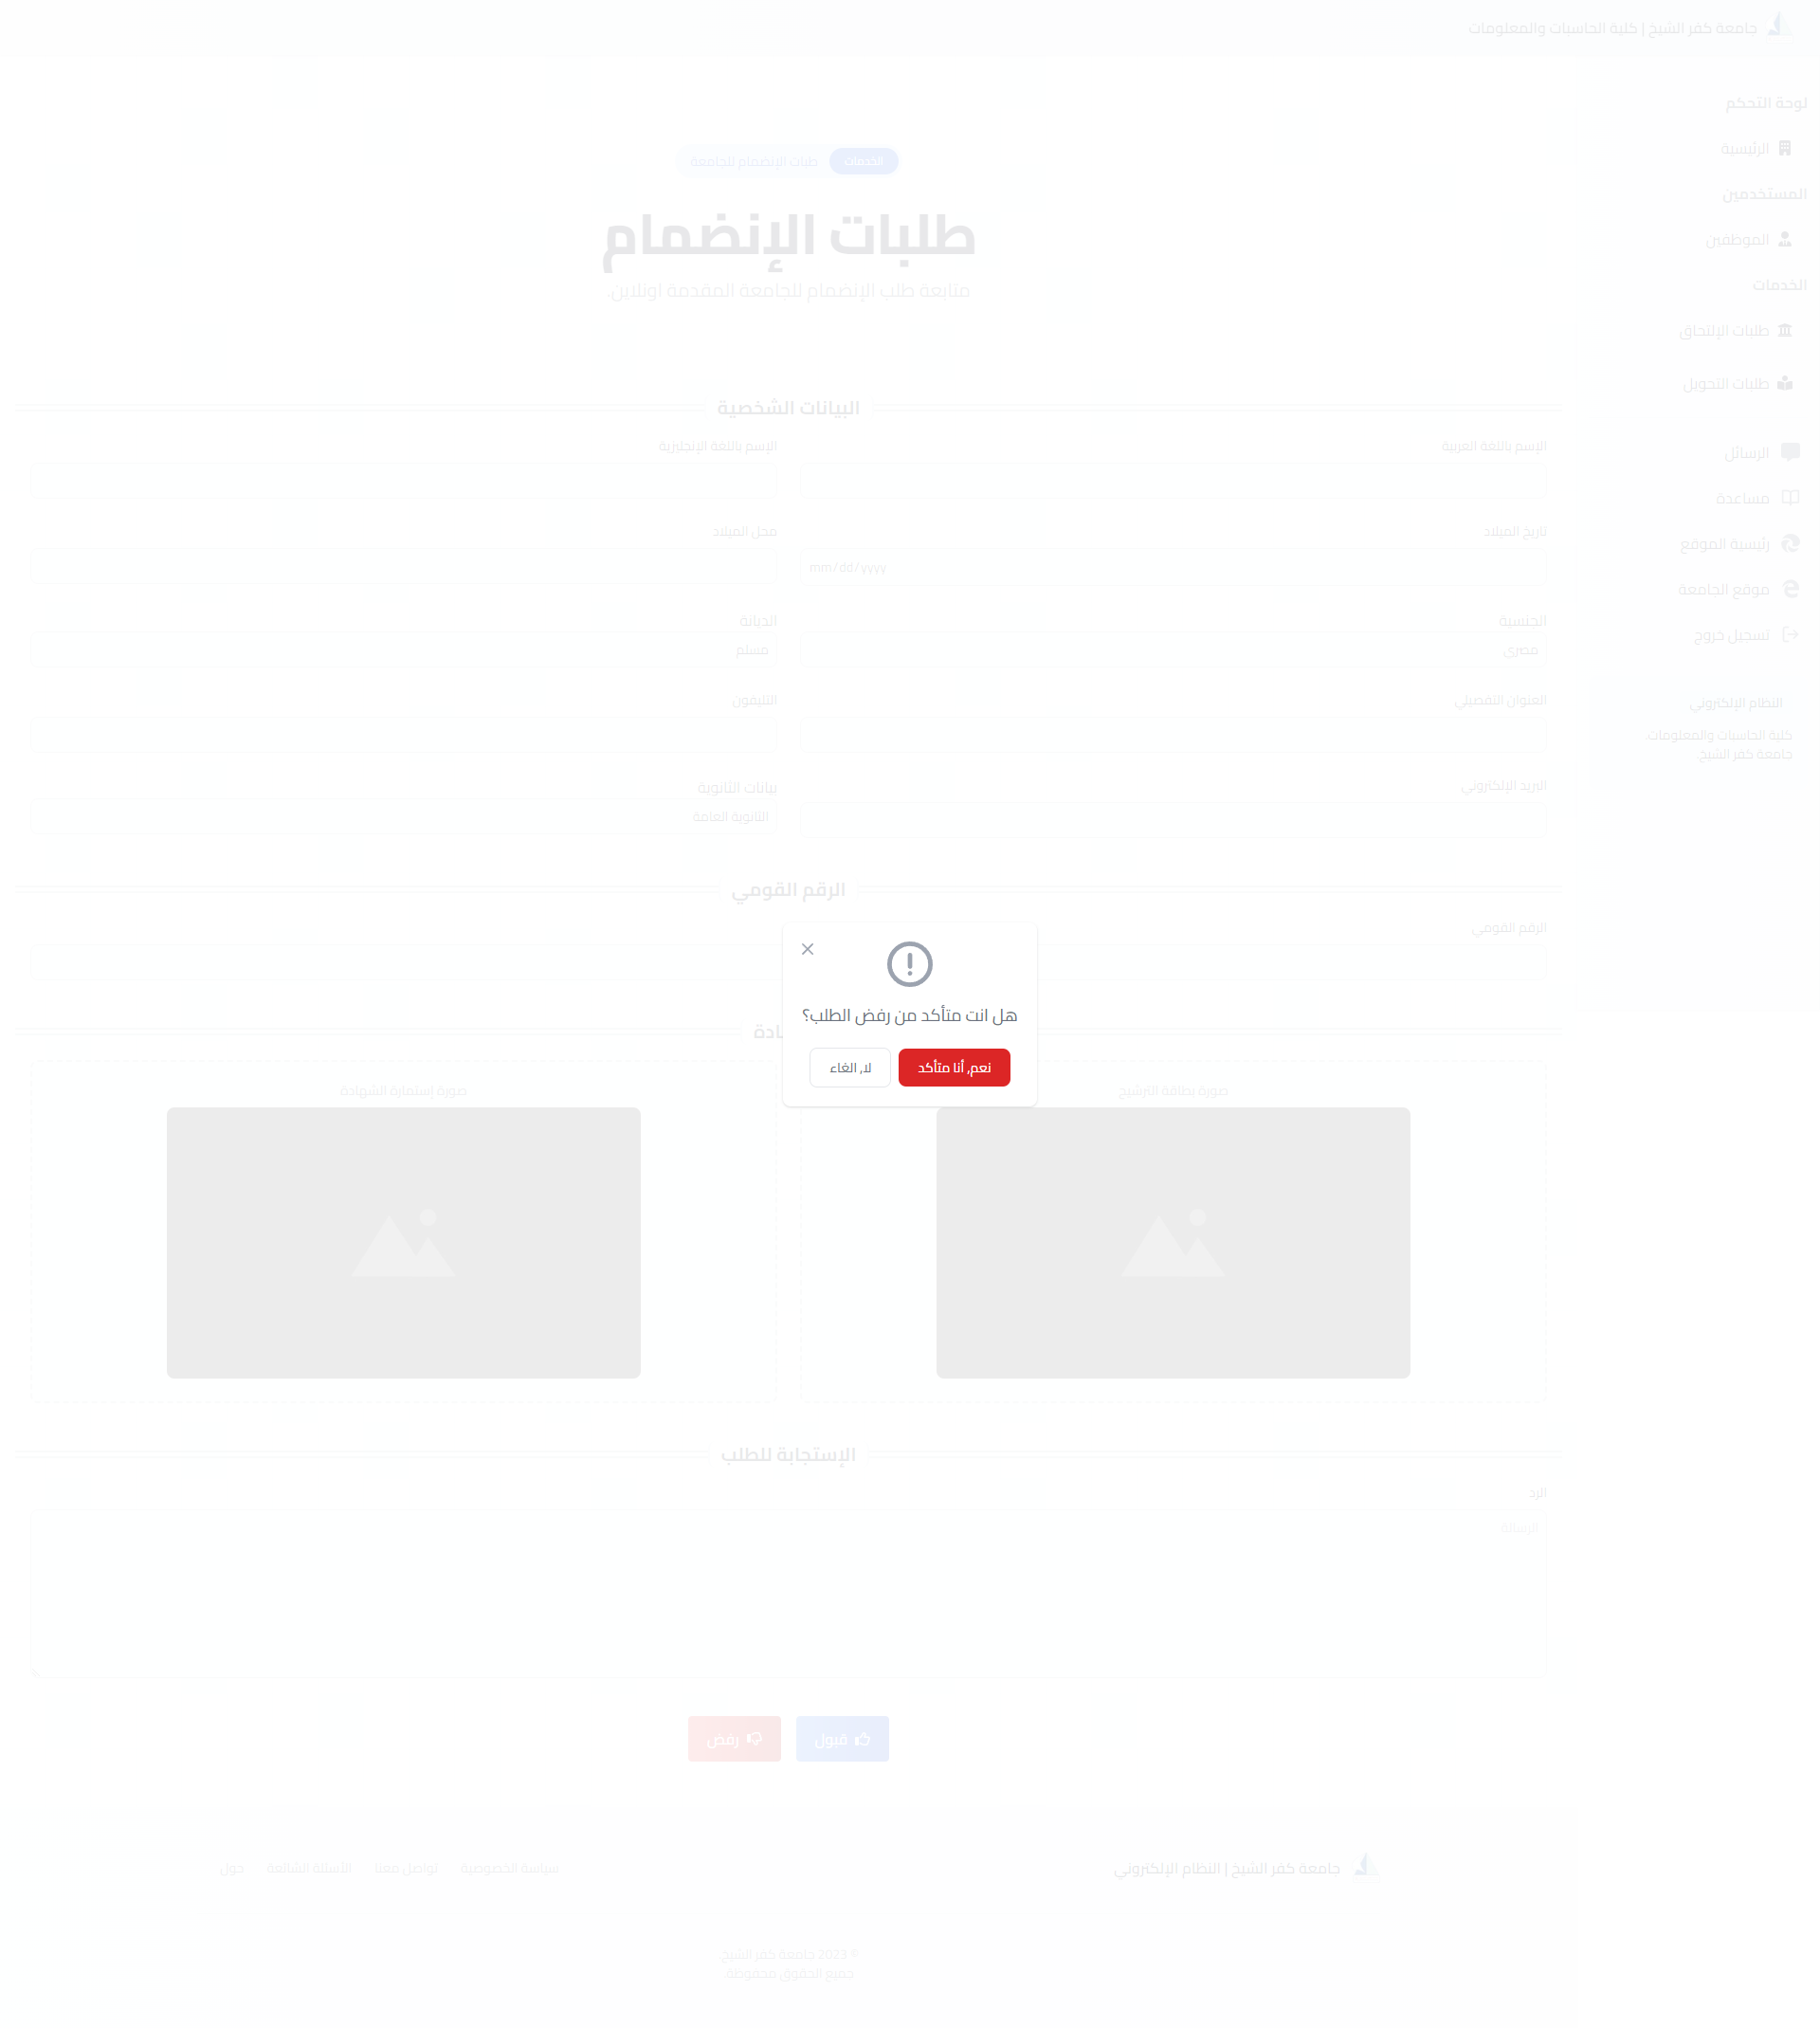 جامعة كفر الشيخ | كلية الحاسبات والمعلومات
لوحة التحكم
الرئيسية
المستخدمين
الموظفين
الخدمات
طلبات الإلتحاق
طلبات التحويل
الرسائل
مساعدة
رئيسية الموقع
موقع الجامعة
تسجيل خروج
النظام الإلكتروني
كلية الحاسبات والمعلومات.
جامعة كفر الشيخ
الخدمات طلبات الإنضمام للجامعة
طلبات الإنضمام
متابعة طلب الإنضمام للجامعة المقدمة اونلاين.
البيانات الشخصية
الإسم باللغة العربية
الإسم باللغة الإنجليزية
تاريخ الميلاد
محل الميلاد
mm/dd/yyyy
الجنسية
الديانة
مصرى
مسلم
العنوان التفصيلي
التليفون
البريد الإلكتروني
بيانات الثانوية
الثانوية العامة
الرقم القومي
الرقم القومي
هل انت متأكد من رفض الطلب؟
نعم, أنا متأكد
لا, الغاء
صورة بطاقة الترشيح
صورة إستمارة الشهادة
الإستجابة للطلب
الرد
الرسالة
قبول
رفض
جامعة كفر الشيخ | النظام الإلكتروني
سياسة الخصوصية
تواصل معنا
الأسئلة الشائعة
حول
© 2023 جامعة كفر الشيخ
جميع الحقوق محفوظة.